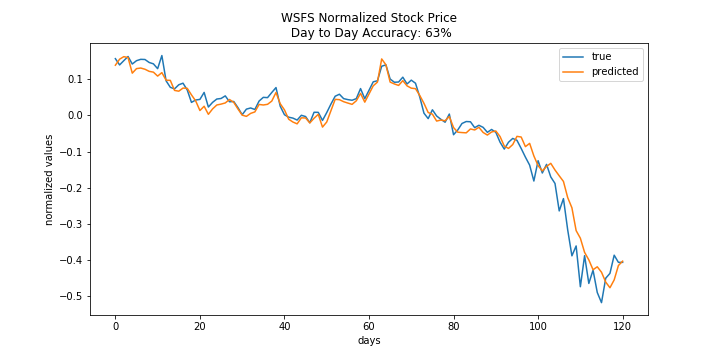 WSFS Normalized Stock Price
Day to Day Accuracy: 63%
true
predicted
normalized values
0.1
0.0
−0.1
−0.2
−0.3
−0.4
−0.5
0
20
40
60
80
100
120
days